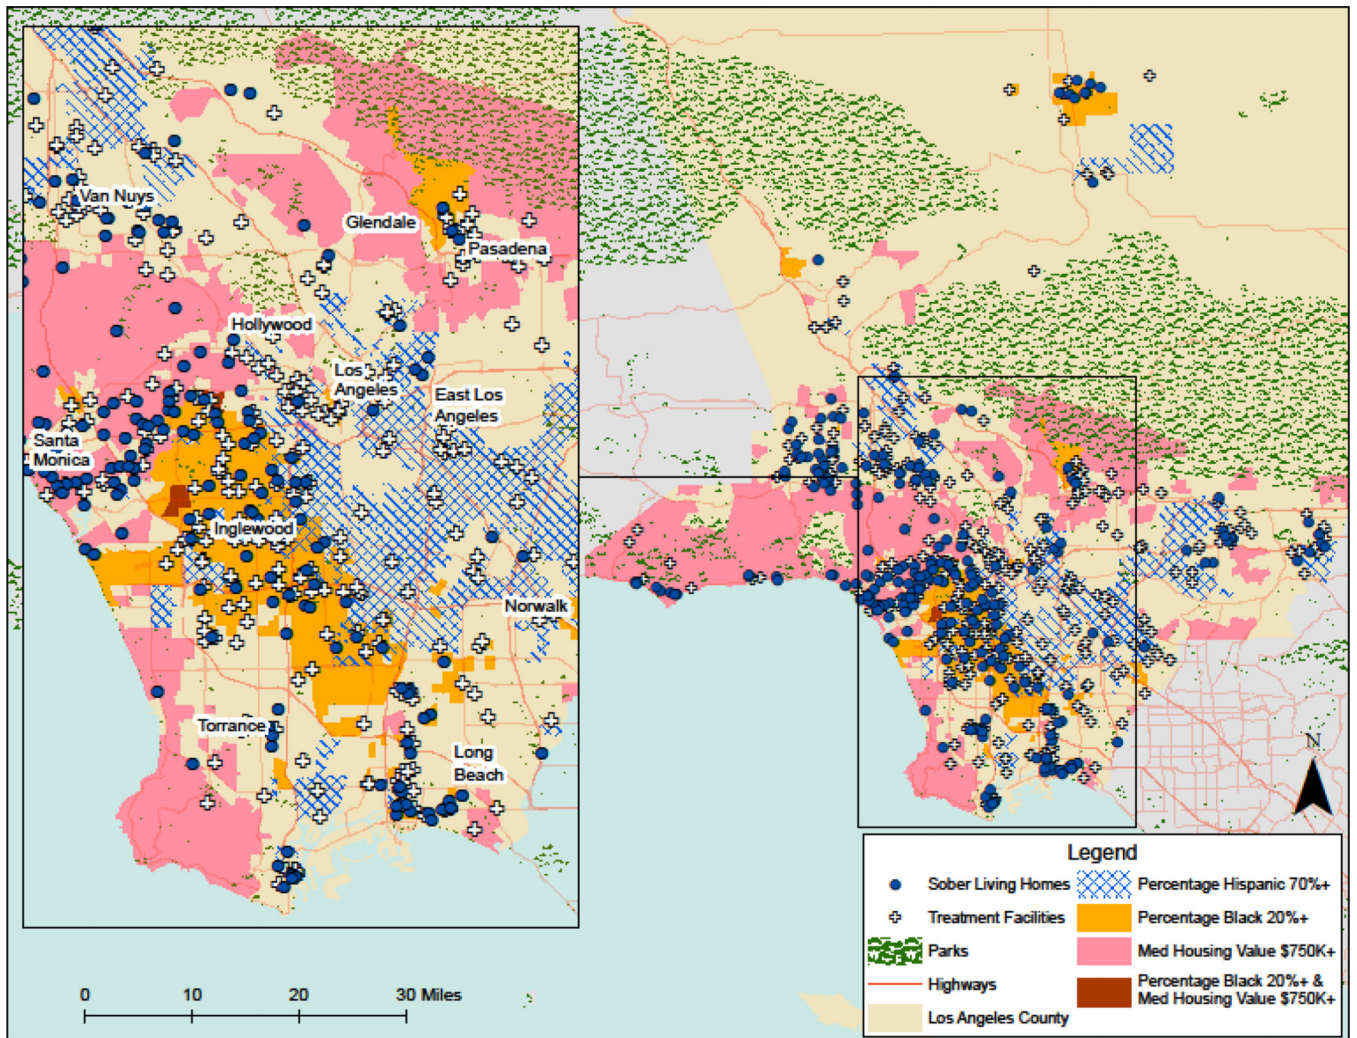 Van Nuys
Glendale
Pasadena
Hollywood
Los
Angeles
East Los
Angeles
Santa
Monica
Inglewood
Norwalk
Torrance
Long
Beach
0 10 20 30 Miles
N
Legend
Sober Living Homes
Percentage Hispanic 70%+
Treatment Facilities
Percentage Black 20%+
Parks
Med Housing Value $750K+
Highways
Percentage Black 20%+ &
Med Housing Value $750K+
Los Angeles County